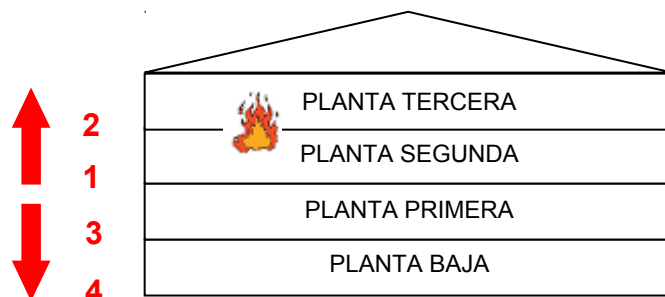 PLANTA TERCERA
2
PLANTA SEGUNDA
1
PLANTA PRIMERA
3
PLANTA BAJA
4